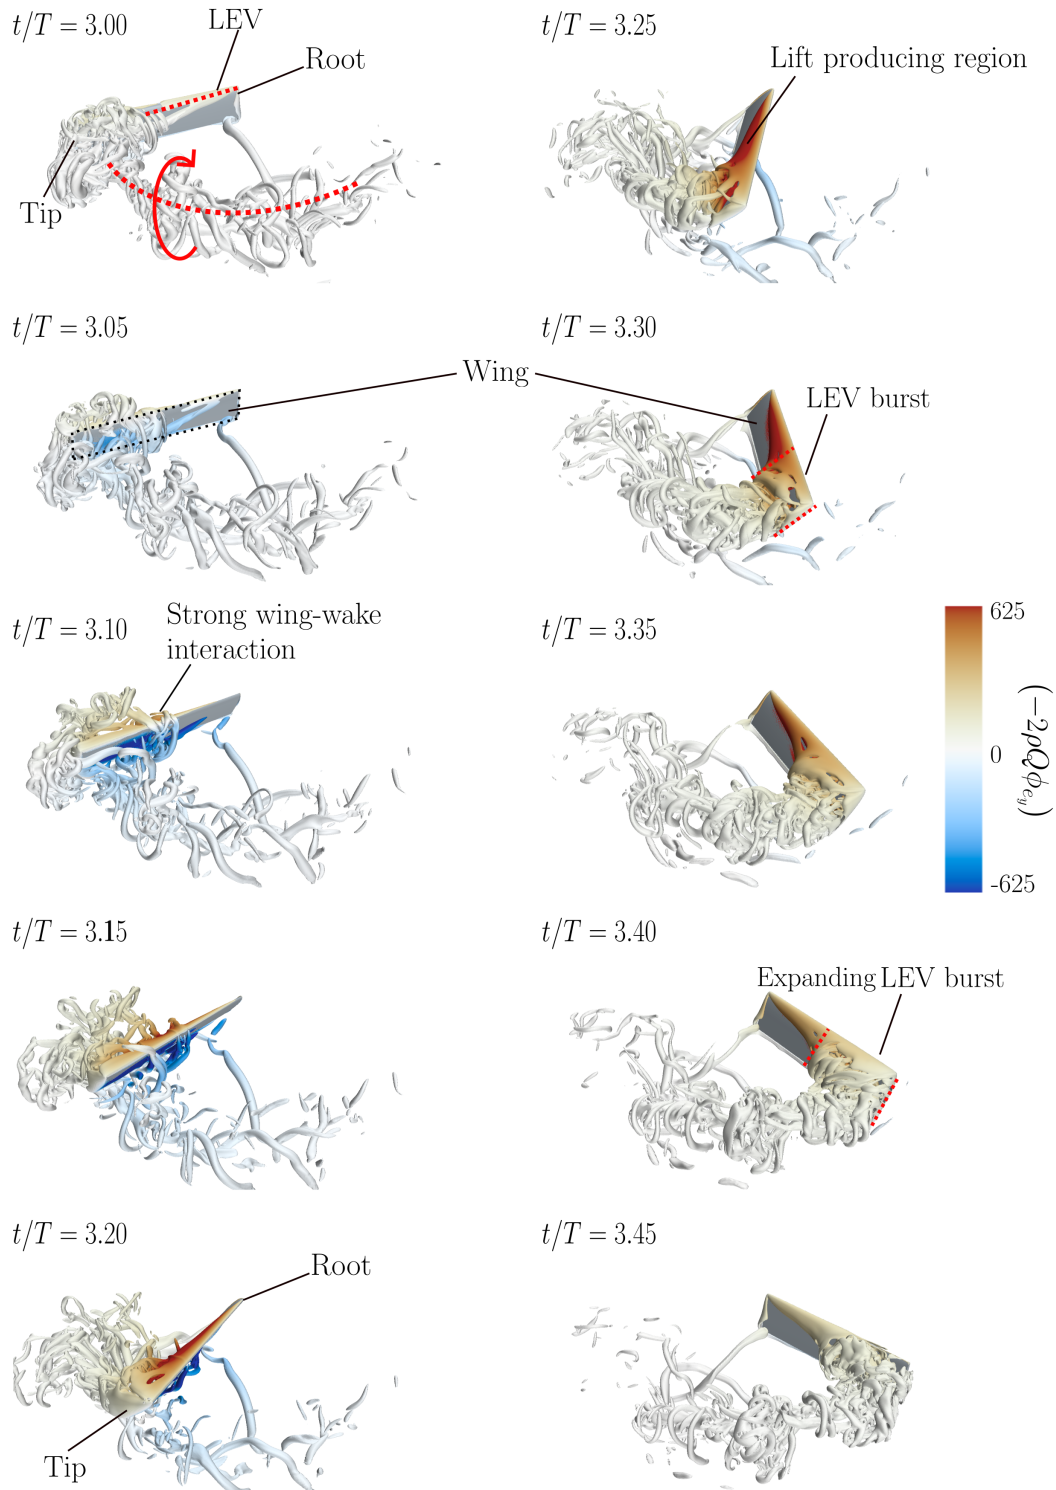 t/T = 3.00
LEV
Root
Tip
t/T = 3.25
Lift producing region
t/T = 3.05
Wing
t/T = 3.30
LEV burst
t/T = 3.10
Strong wing-wake
interaction
t/T = 3.35
625
0
-625
(−2ρQϕ_{e_y})
t/T = 3.15
t/T = 3.40
Expanding LEV burst
t/T = 3.20
Root
Tip
t/T = 3.45